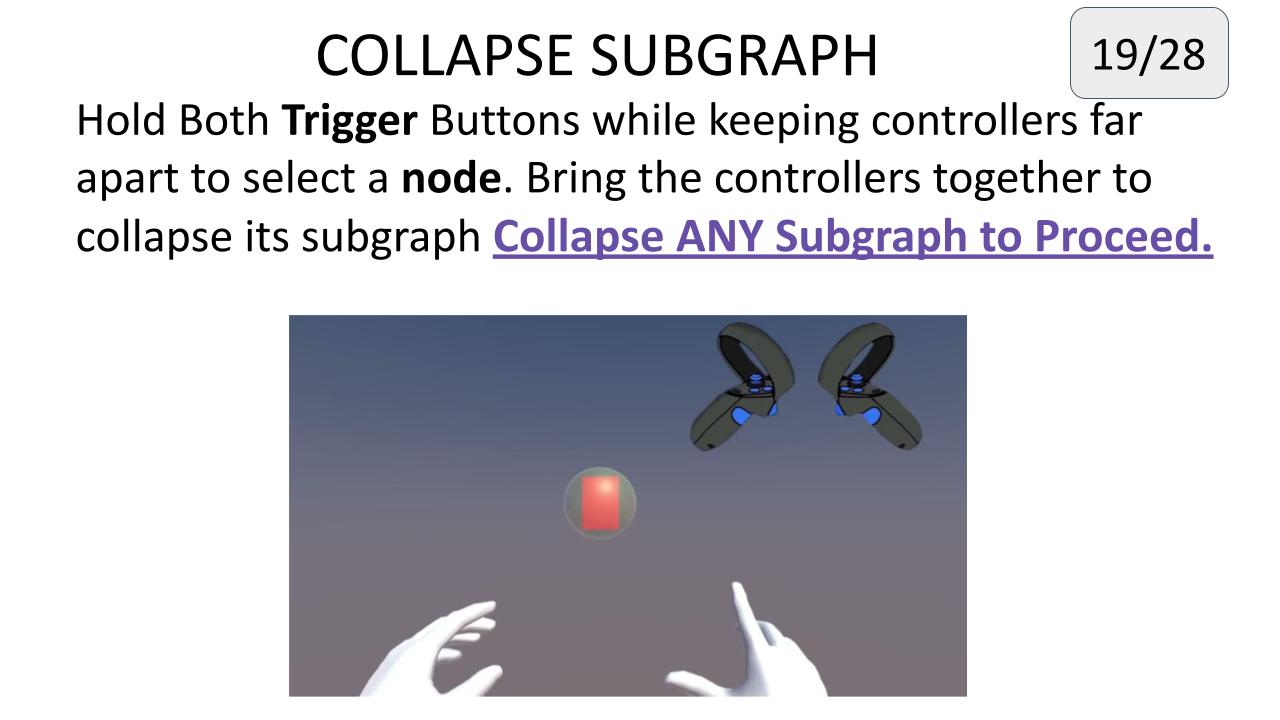 COLLAPSE SUBGRAPH
19/28
Hold Both Trigger Buttons while keeping controllers far
apart to select a node. Bring the controllers together to
collapse its subgraph Collapse ANY Subgraph to Proceed.